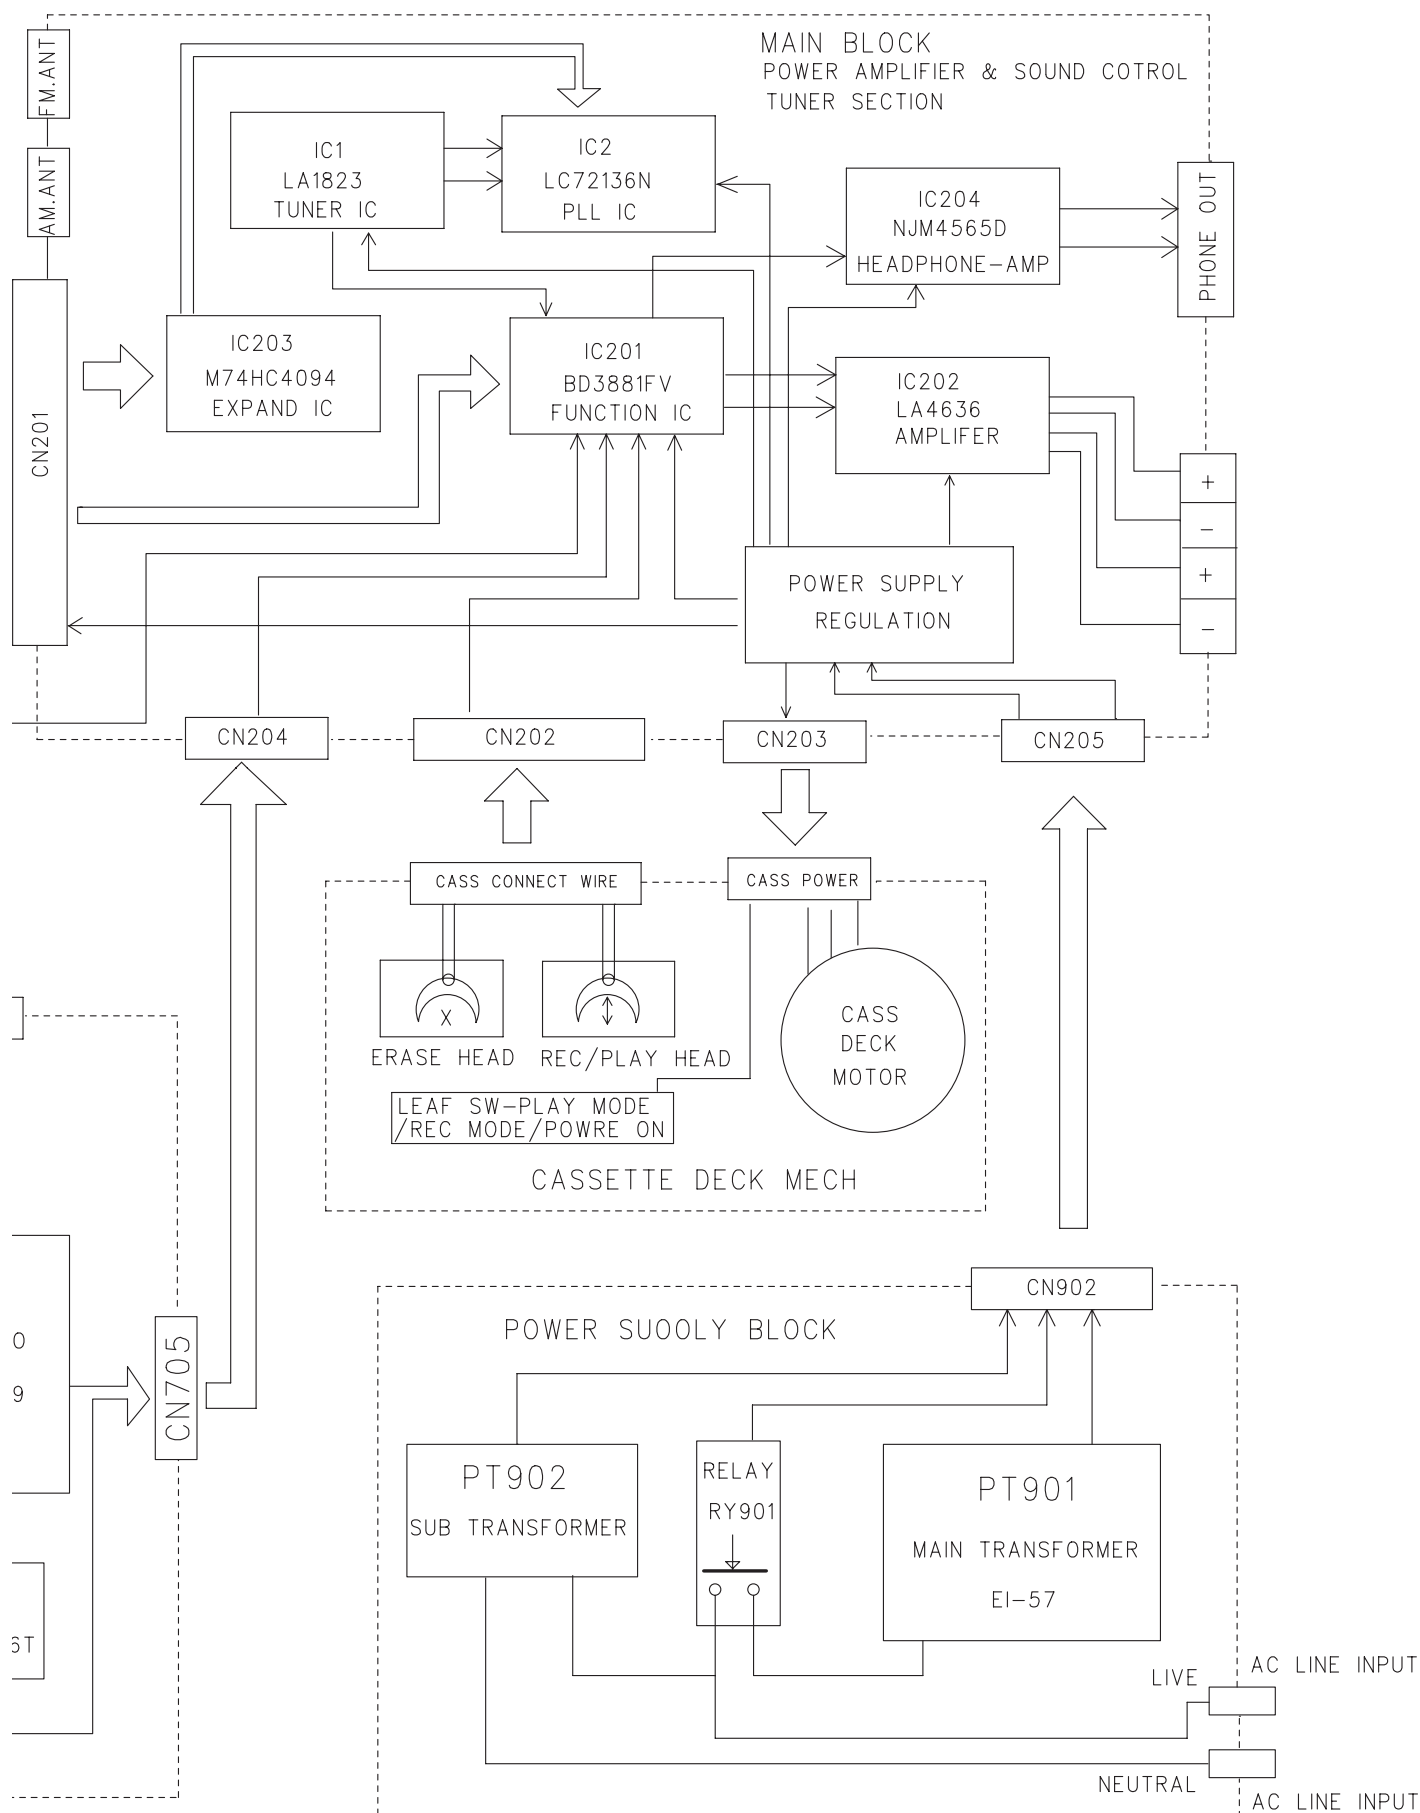 MAIN BLOCK
POWER AMPLIFIER & SOUND COTROL
TUNER SECTION
FM.ANT
AM.ANT
IC1
LA1823
TUNER IC
IC2
LC72136N
PLL IC
IC204
NJM4565D
HEADPHONE-AMP
PHONE OUT
IC203
M74HC4094
EXPAND IC
IC201
BD3881FV
FUNCTION IC
IC202
LA4636
AMPLIFER
CN201
+
-
+
-
POWER SUPPLY
REGULATION
CN204
CN202
CN203
CN205
CASS CONNECT WIRE
CASS POWER
X
ERASE HEAD
REC/PLAY HEAD
CASS
DECK
MOTOR
LEAF SW-PLAY MODE
/REC MODE/POWRE ON
CASSETTE DECK MECH
CN902
POWER SUOOLY BLOCK
0
9
CN705
PT902
SUB TRANSFORMER
RELAY
RY901
PT901
MAIN TRANSFORMER
EI-57
6T
LIVE
AC LINE INPUT
NEUTRAL
AC LINE INPUT